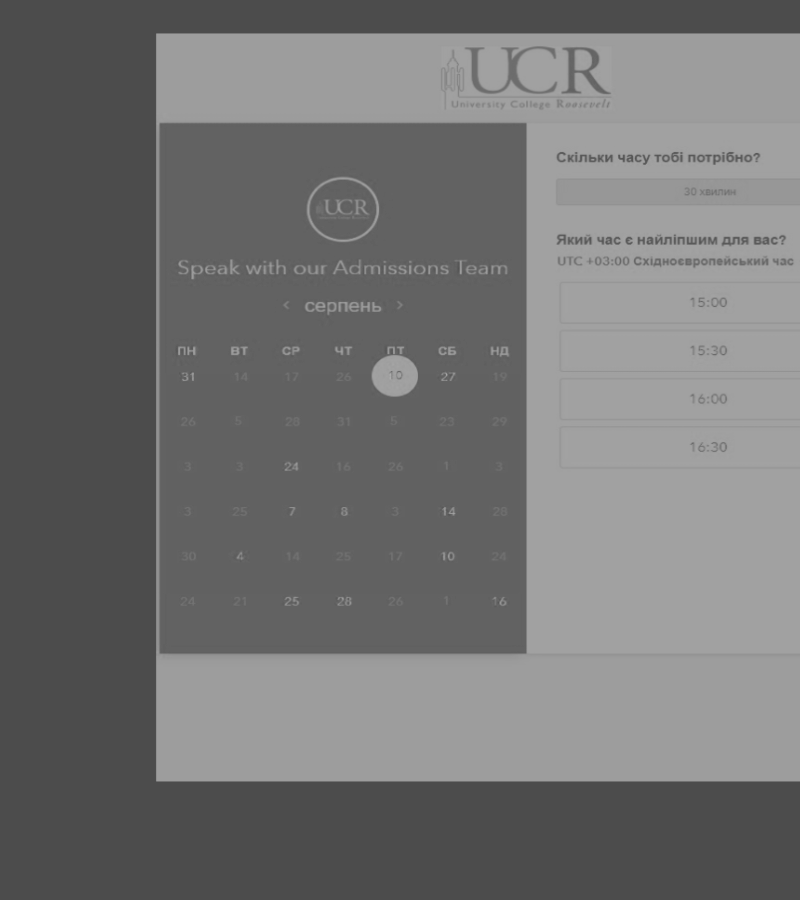 UCR
University College Roosevelt
UCR
Speak with our Admissions Team
< серпень >
ПН ВТ СР ЧТ ПТ СБ НД
31 14 17 26 10 27 19
26 5 28 31 5 23 29
3 3 24 16 26 1 3
3 25 7 8 3 14 28
30 4 14 25 17 10 24
24 21 25 28 26 1 16
Скільки часу тобі потрібно?
30 хвилин
Який час є найліпшим для вас?
UTC +03:00 Східноєвропейський час
15:00
15:30
16:00
16:30